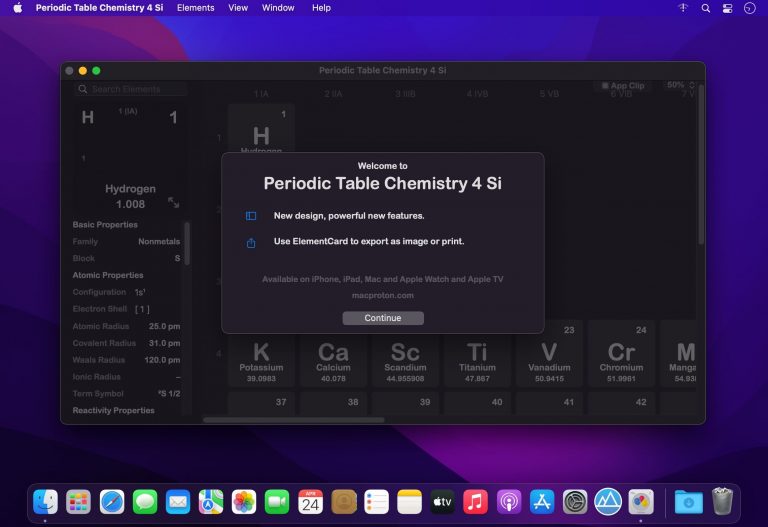 Periodic Table Chemistry 4 Si Elements View Window Help
Periodic Table Chemistry 4 Si
Search Elements
H 1 (IA) 1
1
Hydrogen
1.008
Basic Properties
Family Nonmetals
Block S
Atomic Properties
Configuration 1s¹
Electron Shell [ 1 ]
Atomic Radius 25.0 pm
Covalent Radius 31.0 pm
Waals Radius 120.0 pm
Ionic Radius –
Term Symbol ²S 1/2
Reactivity Properties
App Clip 50%
1 IA 2 IIA 3 IIIB 4 IVB 5 VB 6 VIB 7 V
1
1
H
Hydrogen
Welcome to
Periodic Table Chemistry 4 Si
New design, powerful new features.
Use ElementCard to export as image or print.
Available on iPhone, iPad, Mac and Apple Watch and Apple TV
macproton.com
Continue
23 24
4
K Ca Sc Ti V Cr M
Potassium Calcium Scandium Titanium Vanadium Chromium Manga
39.0983 40.078 44.955908 47.867 50.9415 51.9961 54.938
37 38 39 40 41 42
APR
24
tv